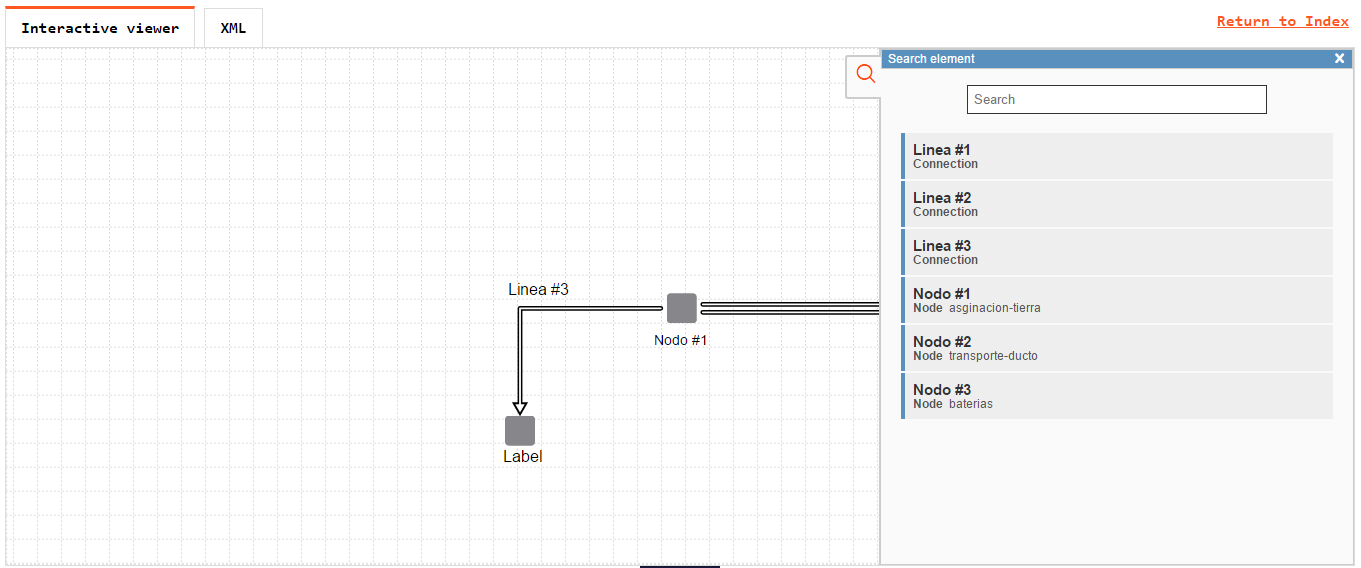 Interactive viewer
XML
Return to Index
Search element
Search
Linea #1
Connection
Linea #2
Connection
Linea #3
Connection
Nodo #1
Node asginacion-tierra
Nodo #2
Node transporte-ducto
Nodo #3
Node baterias
Linea #3
Nodo #1
Label